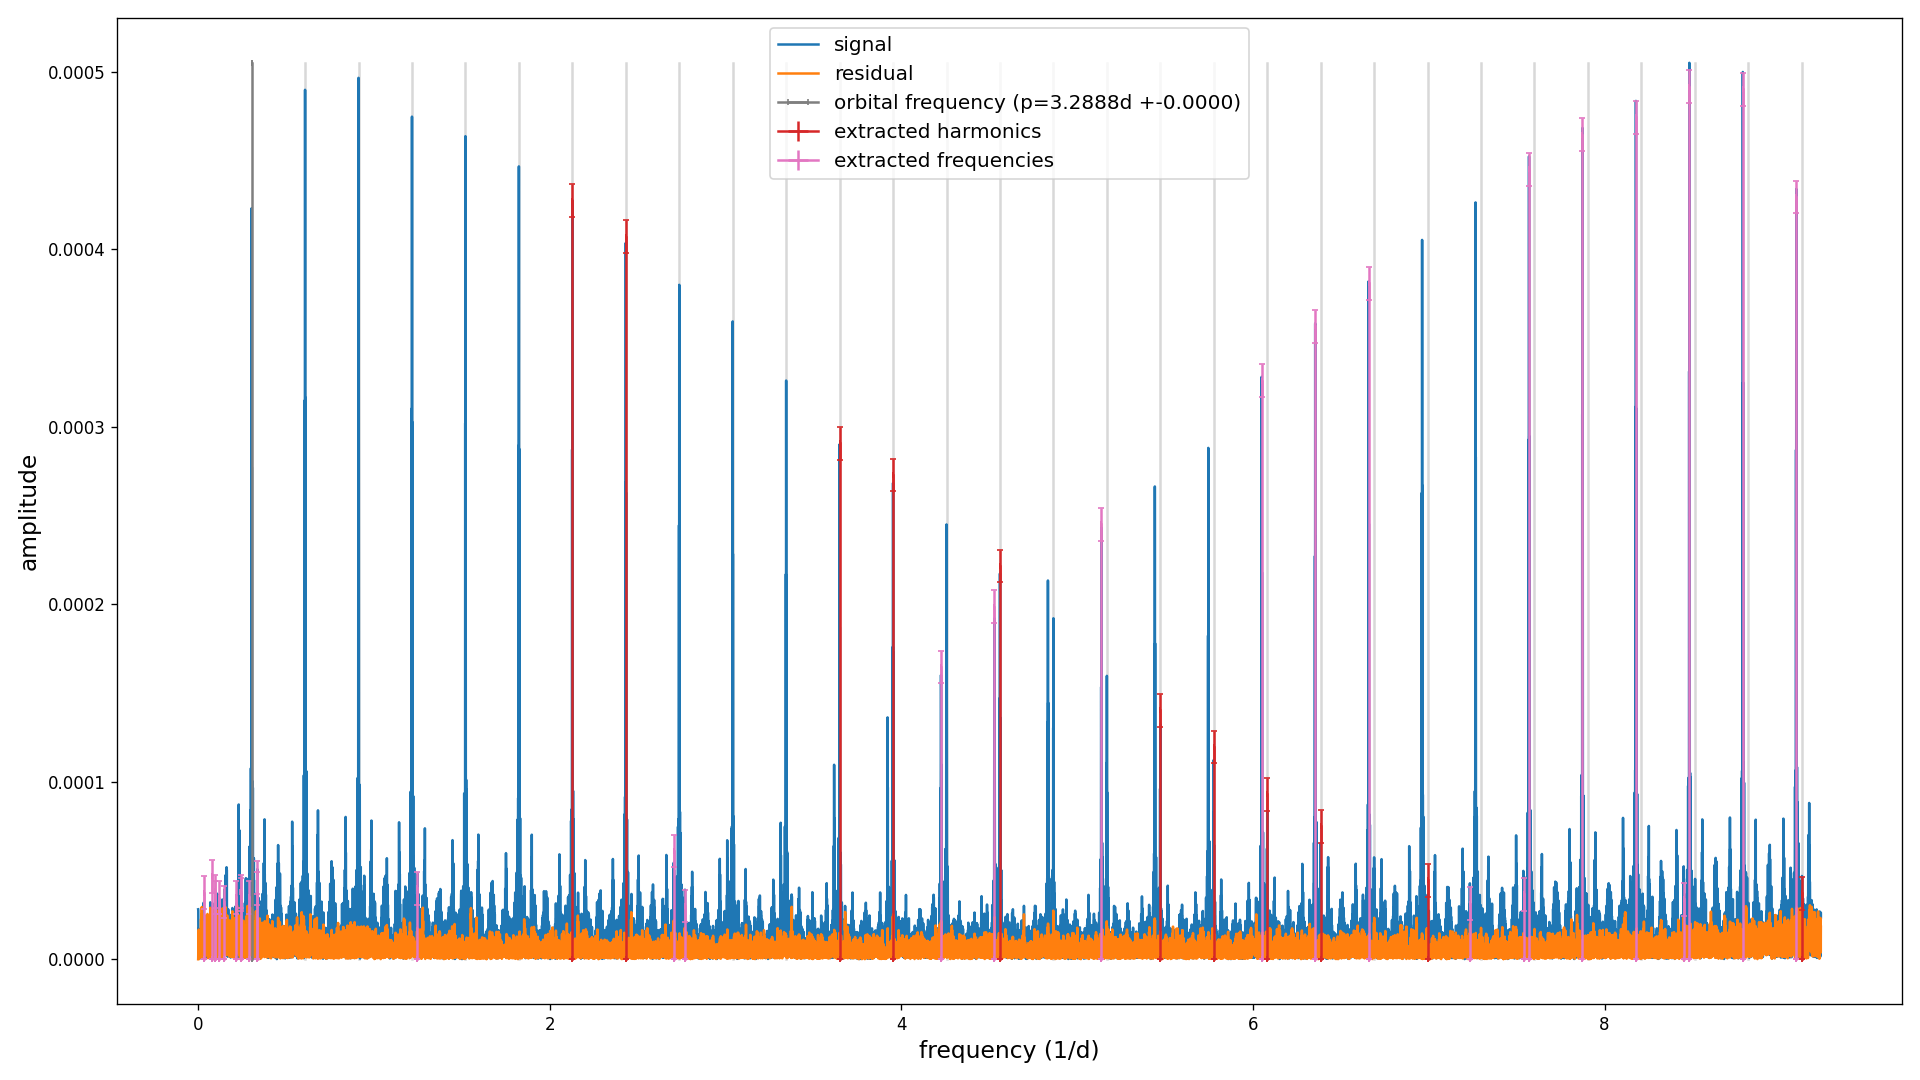 signal
residual
orbital frequency (p=3.2888d +-0.0000)
extracted harmonics
extracted frequencies
amplitude
0.0005
0.0004
0.0003
0.0002
0.0001
0.0000
0 2 4 6 8
frequency (1/d)